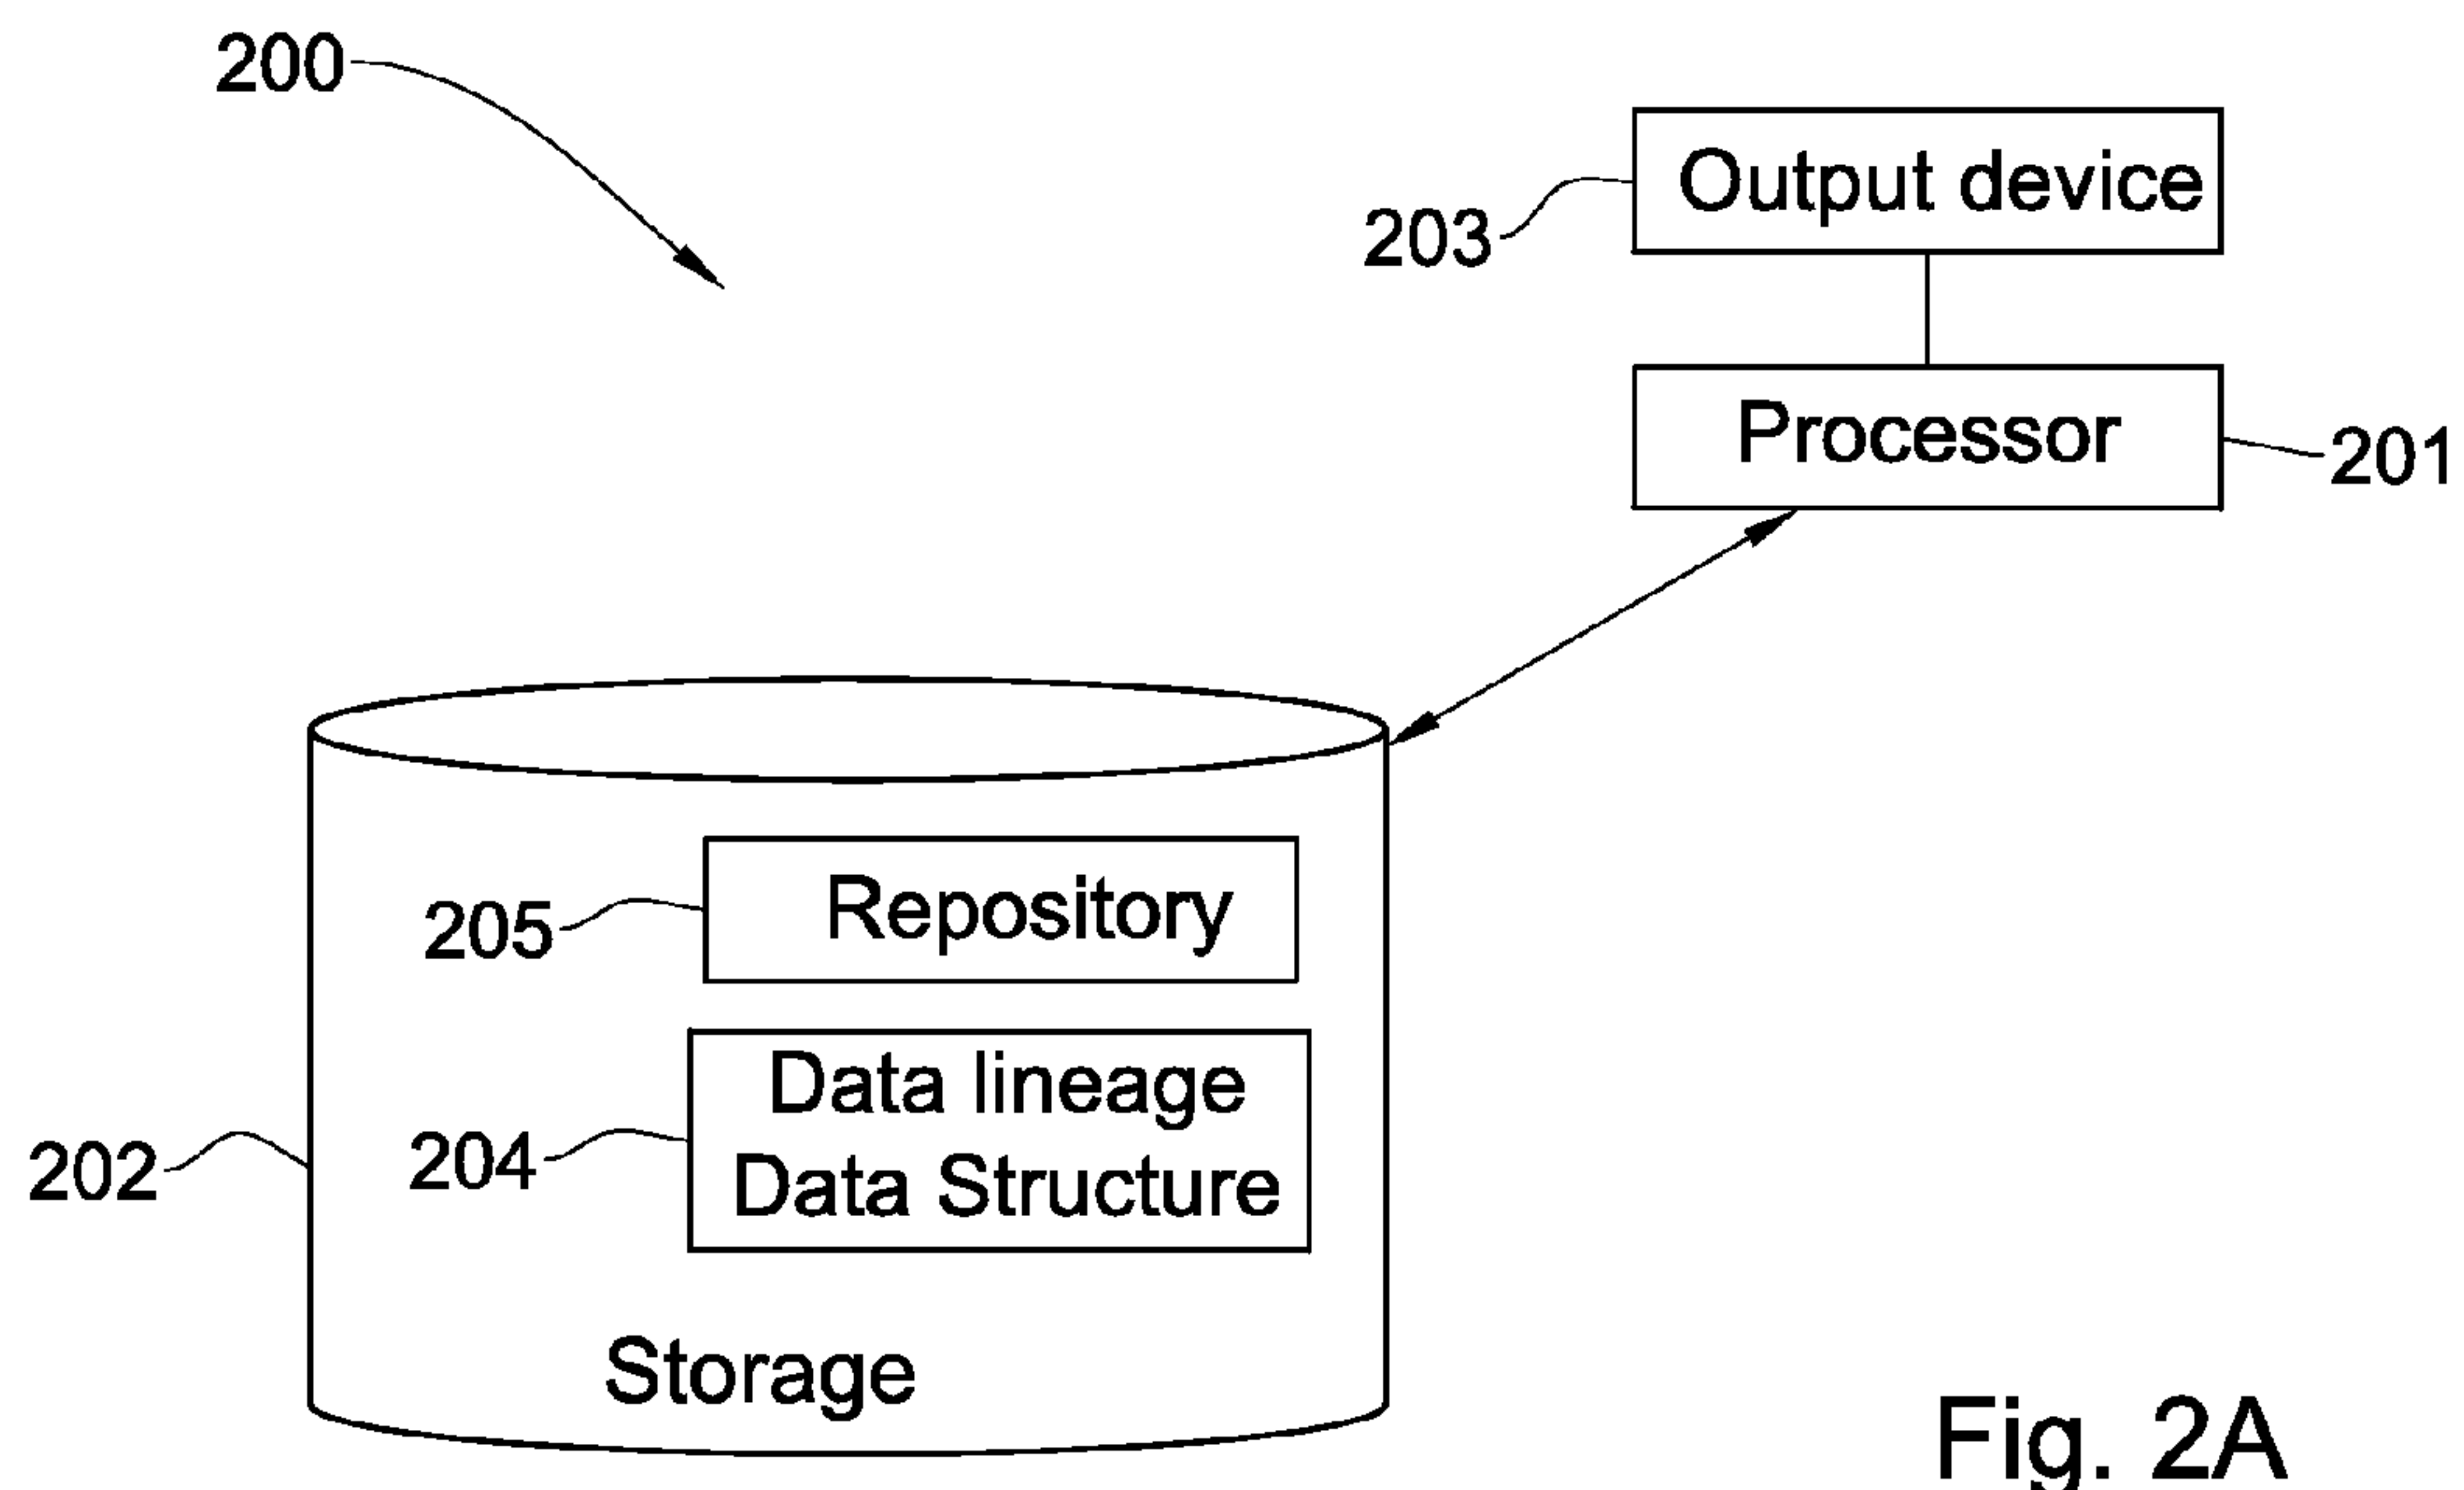 200
Output device
203
Processor
201
Repository
205
Data lineage
Data Structure
204
202
Storage
Fig. 2A